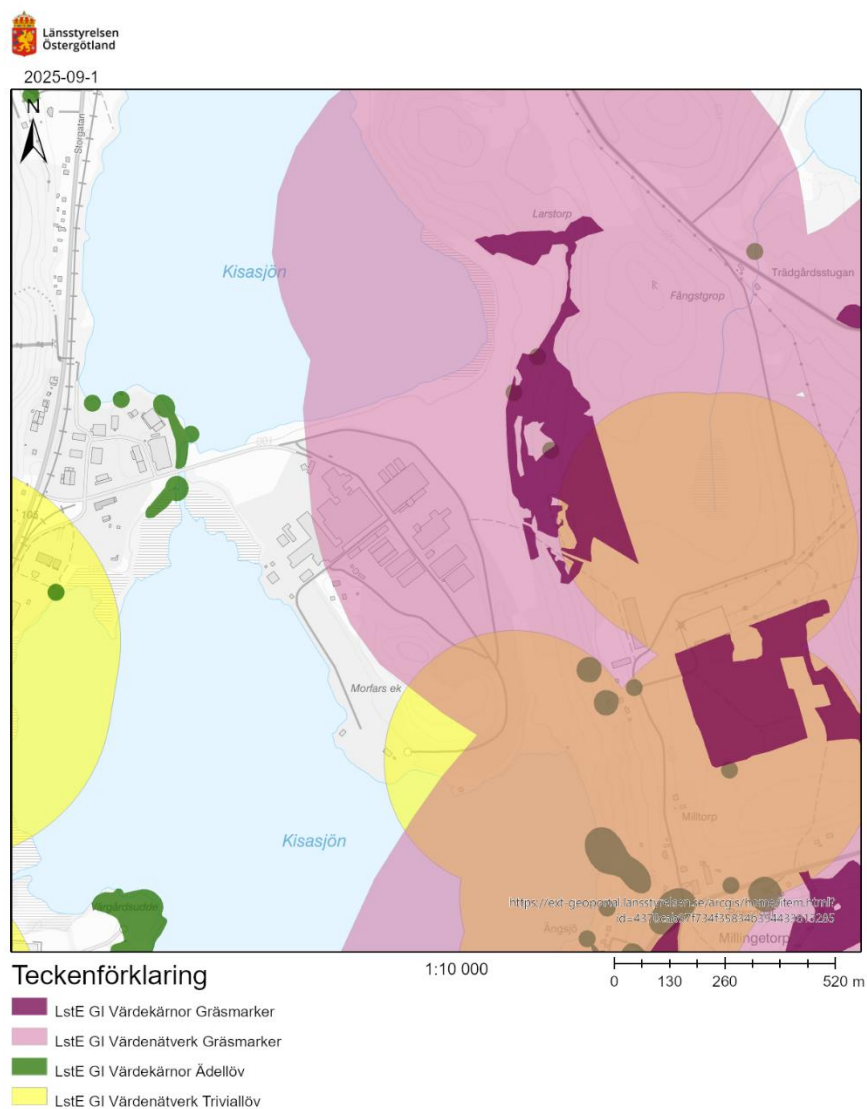 Länsstyrelsen
Östergötland
2025-09-1
N
Storgatan
Larstorp
Kisasjön
Trädgårdsstugan
Fångstgrop
Morfars ek
Kisasjön
Milltorp
Ängsjö
Millingetorp
Teckenförklaring
1:10 000
0 130 260 520 m
LstE GI Värdekärnor Gräsmarker
LstE GI Värdenätverk Gräsmarker
LstE GI Värdekärnor Ädellöv
LstE GI Värdenätverk Triviallöv